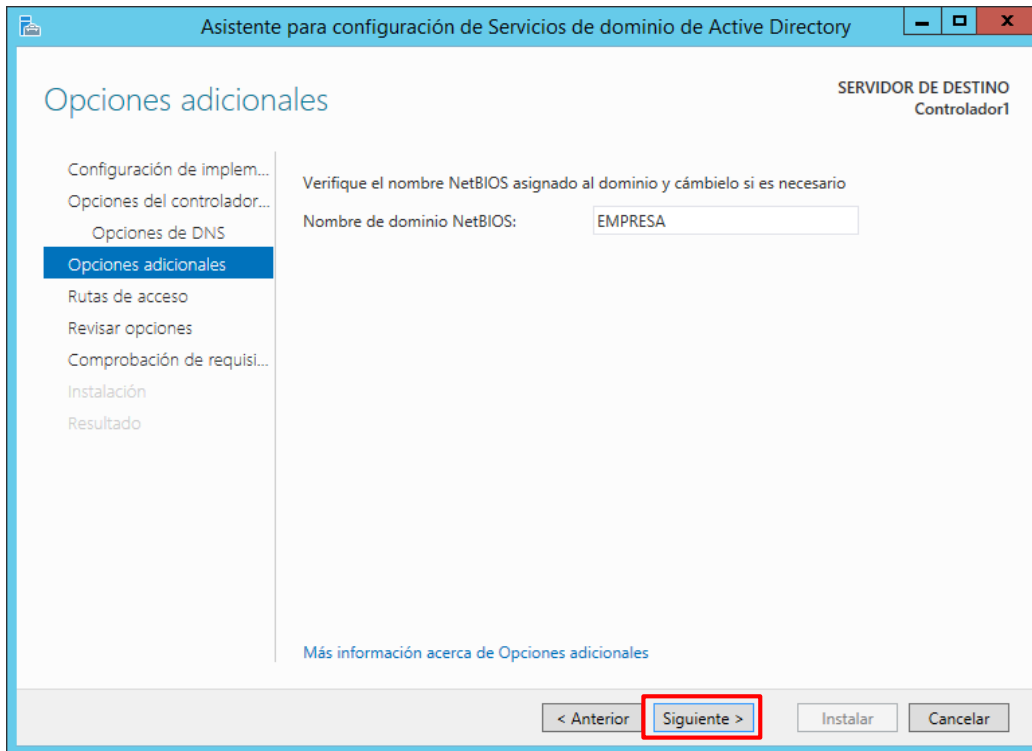 Asistente para configuración de Servicios de dominio de Active Directory
Opciones adicionales
SERVIDOR DE DESTINO
Controlador1
Configuración de implem...
Opciones del controlador...
Opciones de DNS
Opciones adicionales
Rutas de acceso
Revisar opciones
Comprobación de requisi...
Instalación
Resultado
Verifique el nombre NetBIOS asignado al dominio y cámbielo si es necesario
Nombre de dominio NetBIOS: EMPRESA
Más información acerca de Opciones adicionales
< Anterior Siguiente > Instalar Cancelar